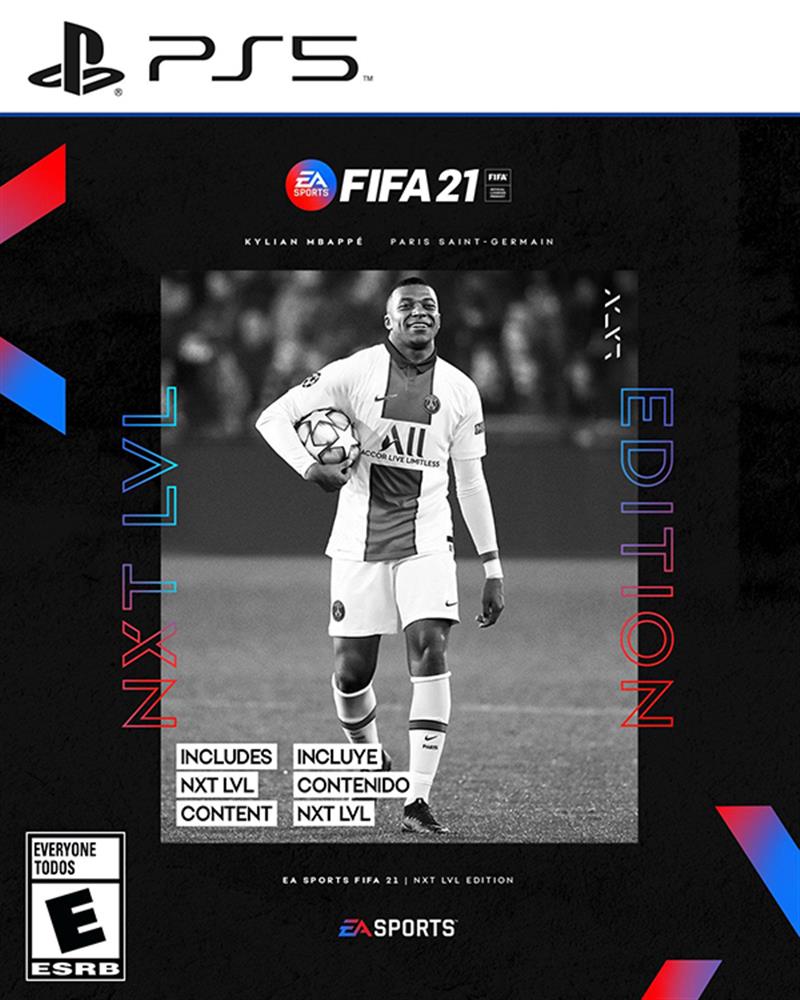 PS5
EA SPORTS FIFA 21 FIFA
KYLIAN MBAPPÉ PARIS SAINT-GERMAIN
NXT LVL
EDITION
ALL
ACCOR LIVE LIMITLESS
PARIS
INCLUDES
NXT LVL
CONTENT
INCLUYE
CONTENIDO
NXT LVL
EVERYONE
TODOS
E
ESRB
EA SPORTS FIFA 21 | NXT LVL EDITION
EA SPORTS